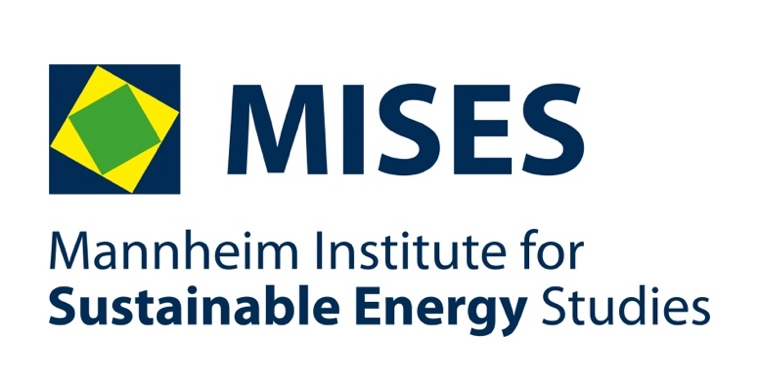 MISES
Mannheim Institute for
Sustainable Energy Studies